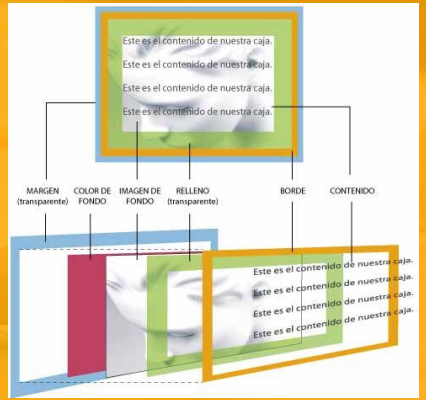 Este es el contenido de nuestra caja.
Este es el contenido de nuestra caja.
Este es el contenido de nuestra caja.
Este es el contenido de nuestra caja.
MARGEN
(transparente)
COLOR DE
FONDO
IMAGEN DE
FONDO
RELLENO
(transparente)
BORDE
CONTENIDO
Este es el contenido de nuestra caja.
Este es el contenido de nuestra caja.
Este es el contenido de nuestra caja.
Este es el contenido de nuestra caja.